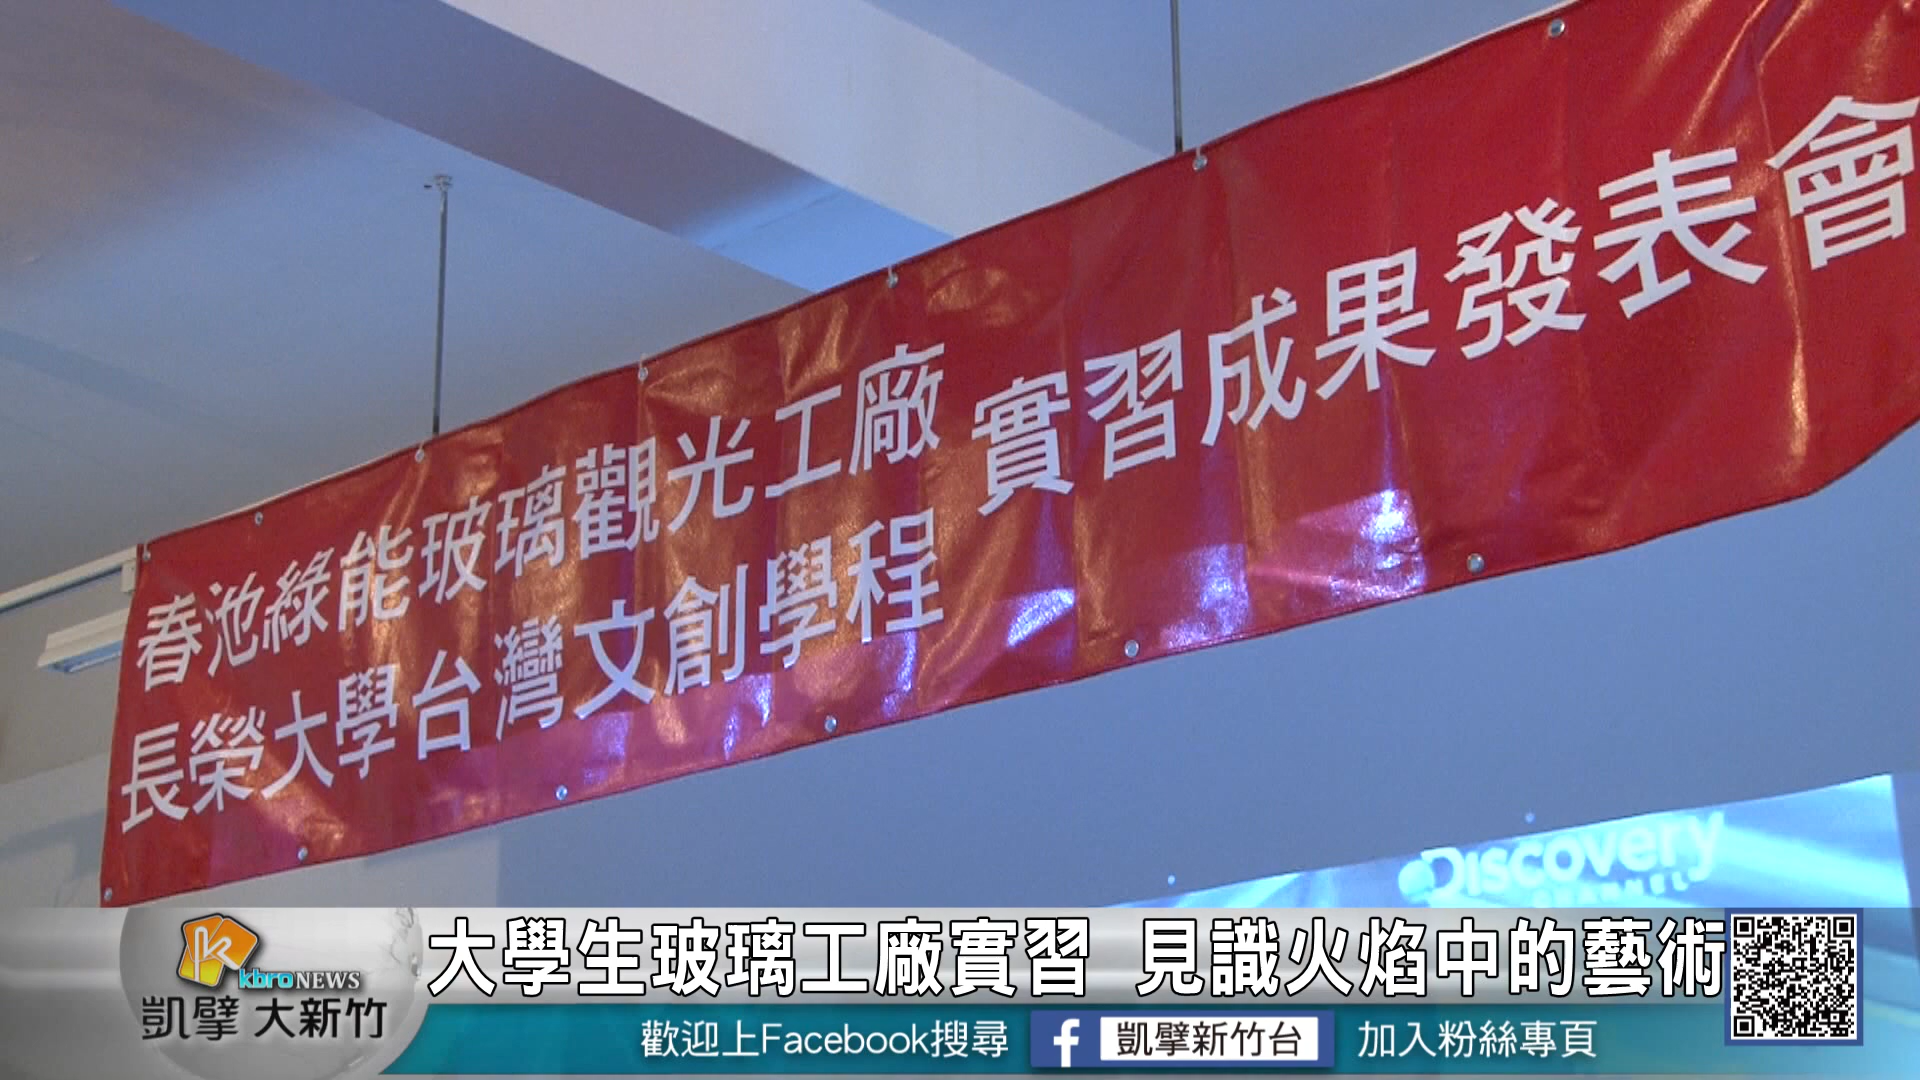 春池綠能玻璃觀光工廠
長榮大學台灣文創學程
實習成果發表會
Discovery
CHANNEL
kbro NEWS
凱擘 大新竹
大學生玻璃工廠實習 見識火焰中的藝術
歡迎上Facebook搜尋 f 凱擘新竹台 加入粉絲專頁